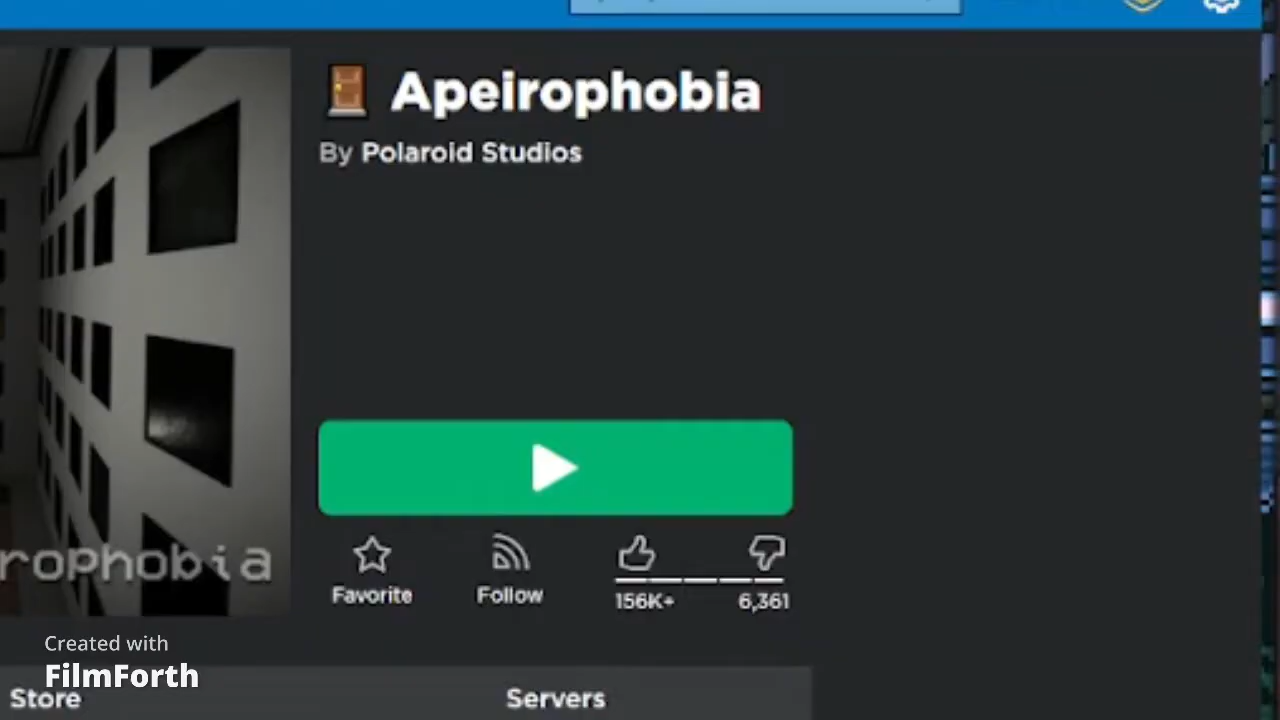 Apeirophobia
By Polaroid Studios
rophobia
Favorite
Follow
156K+
6,361
Created with
FilmForth
Store
Servers